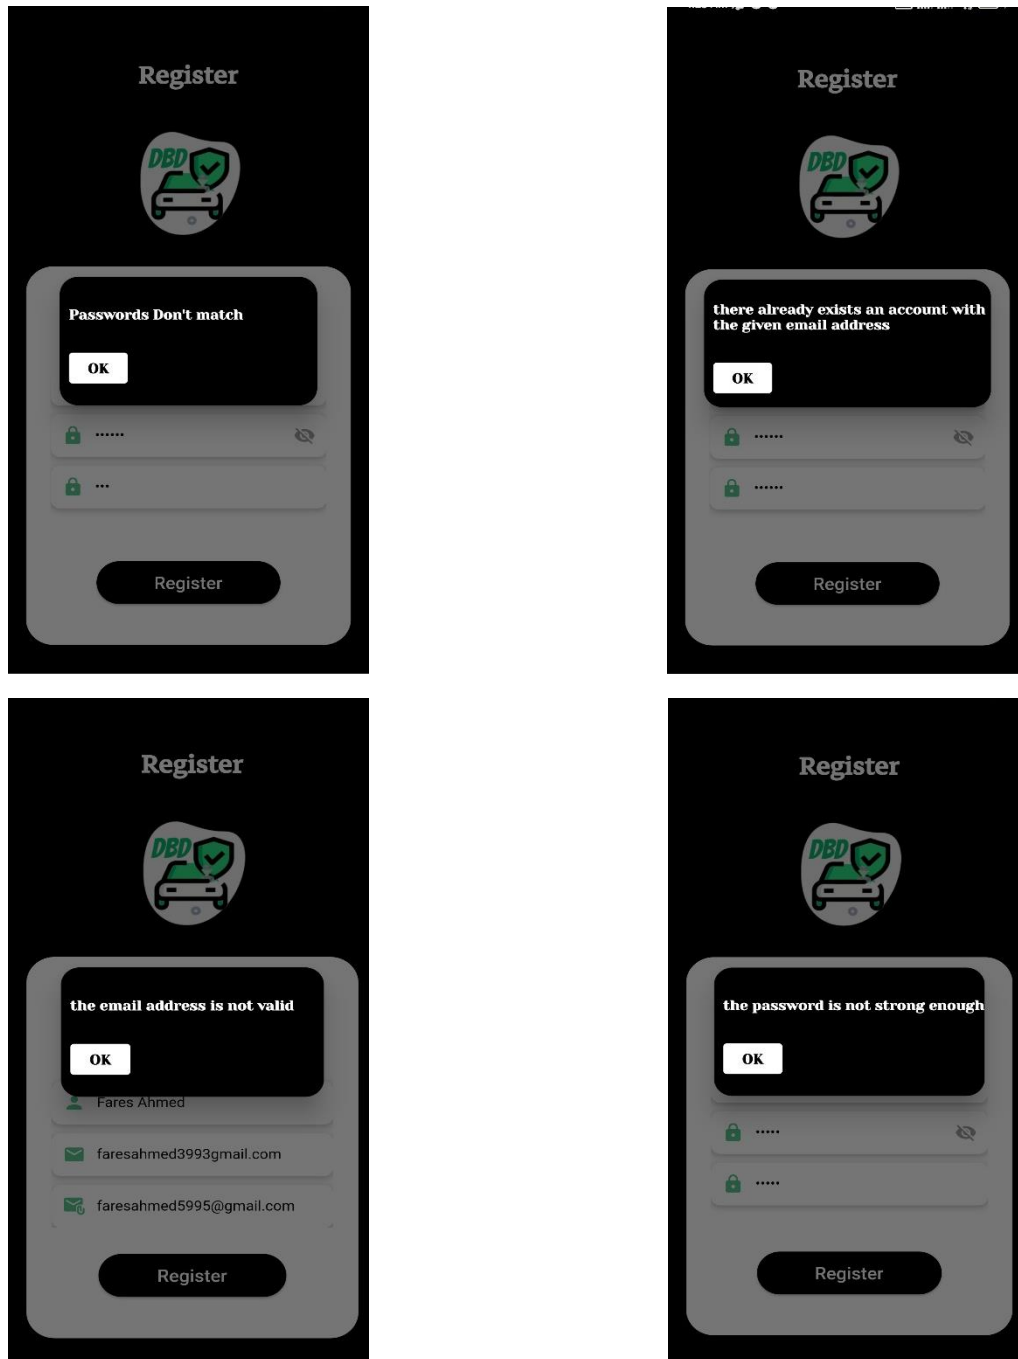 Register
DBD
Passwords Don't match
OK
······
···
Register
Register
DBD
there already exists an account with
the given email address
OK
······
······
Register
Register
DBD
the email address is not valid
OK
Fares Ahmed
faresahmed3993gmail.com
faresahmed5995@gmail.com
Register
Register
DBD
the password is not strong enough
OK
·····
·····
Register